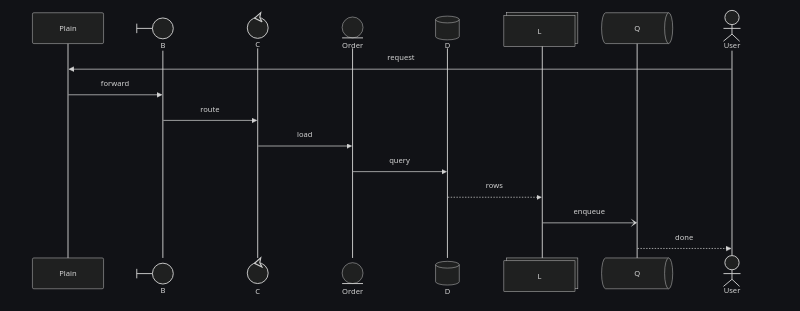 Plain
B
C
Order
D
L
Q
User
request
forward
route
load
query
rows
enqueue
done
Plain
B
C
Order
D
L
Q
User